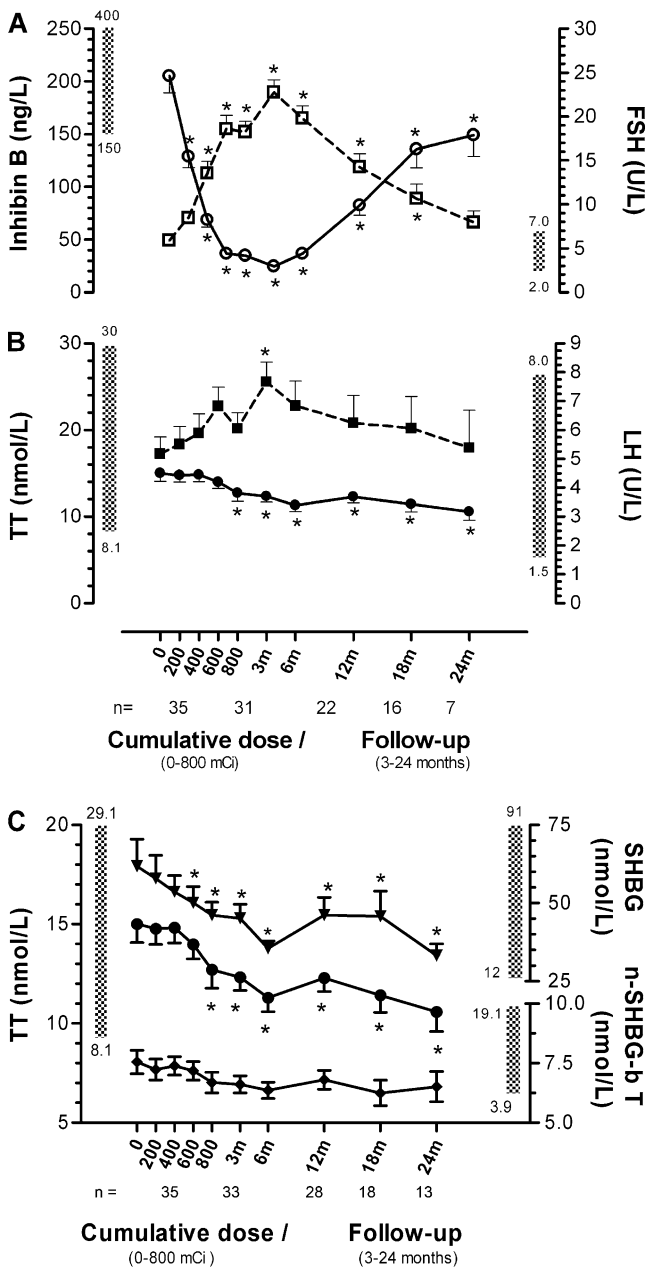 A
Inhibin B (ng/L)
250
200
150
100
50
0
400
150
* * * * * * * * *
* * * * * * *
30
25
20
15
10
5
0
7.0
2.0
FSH (U/L)
B
TT (nmol/L)
30
20
10
0
30
8.1
*
* * * * * *
9
8
7
6
5
4
3
2
1
0
8.0
1.5
LH (U/L)
0 200 400 600 800 3m 6m 12m 18m 24m
n= 35 31 22 16 7
Cumulative dose / Follow-up
(0-800 mCi) (3-24 months)
C
TT (nmol/L)
20
15
10
5
29.1
8.1
* * * * * * *
* * * * * *
91
12
75
50
25
SHBG
(nmol/L)
19.1
3.9
10.0
7.5
5.0
n-SHBG-b T
(nmol/L)
0 200 400 600 800 3m 6m 12m 18m 24m
n = 35 33 28 18 13
Cumulative dose / Follow-up
(0-800 mCi ) (3-24 months)